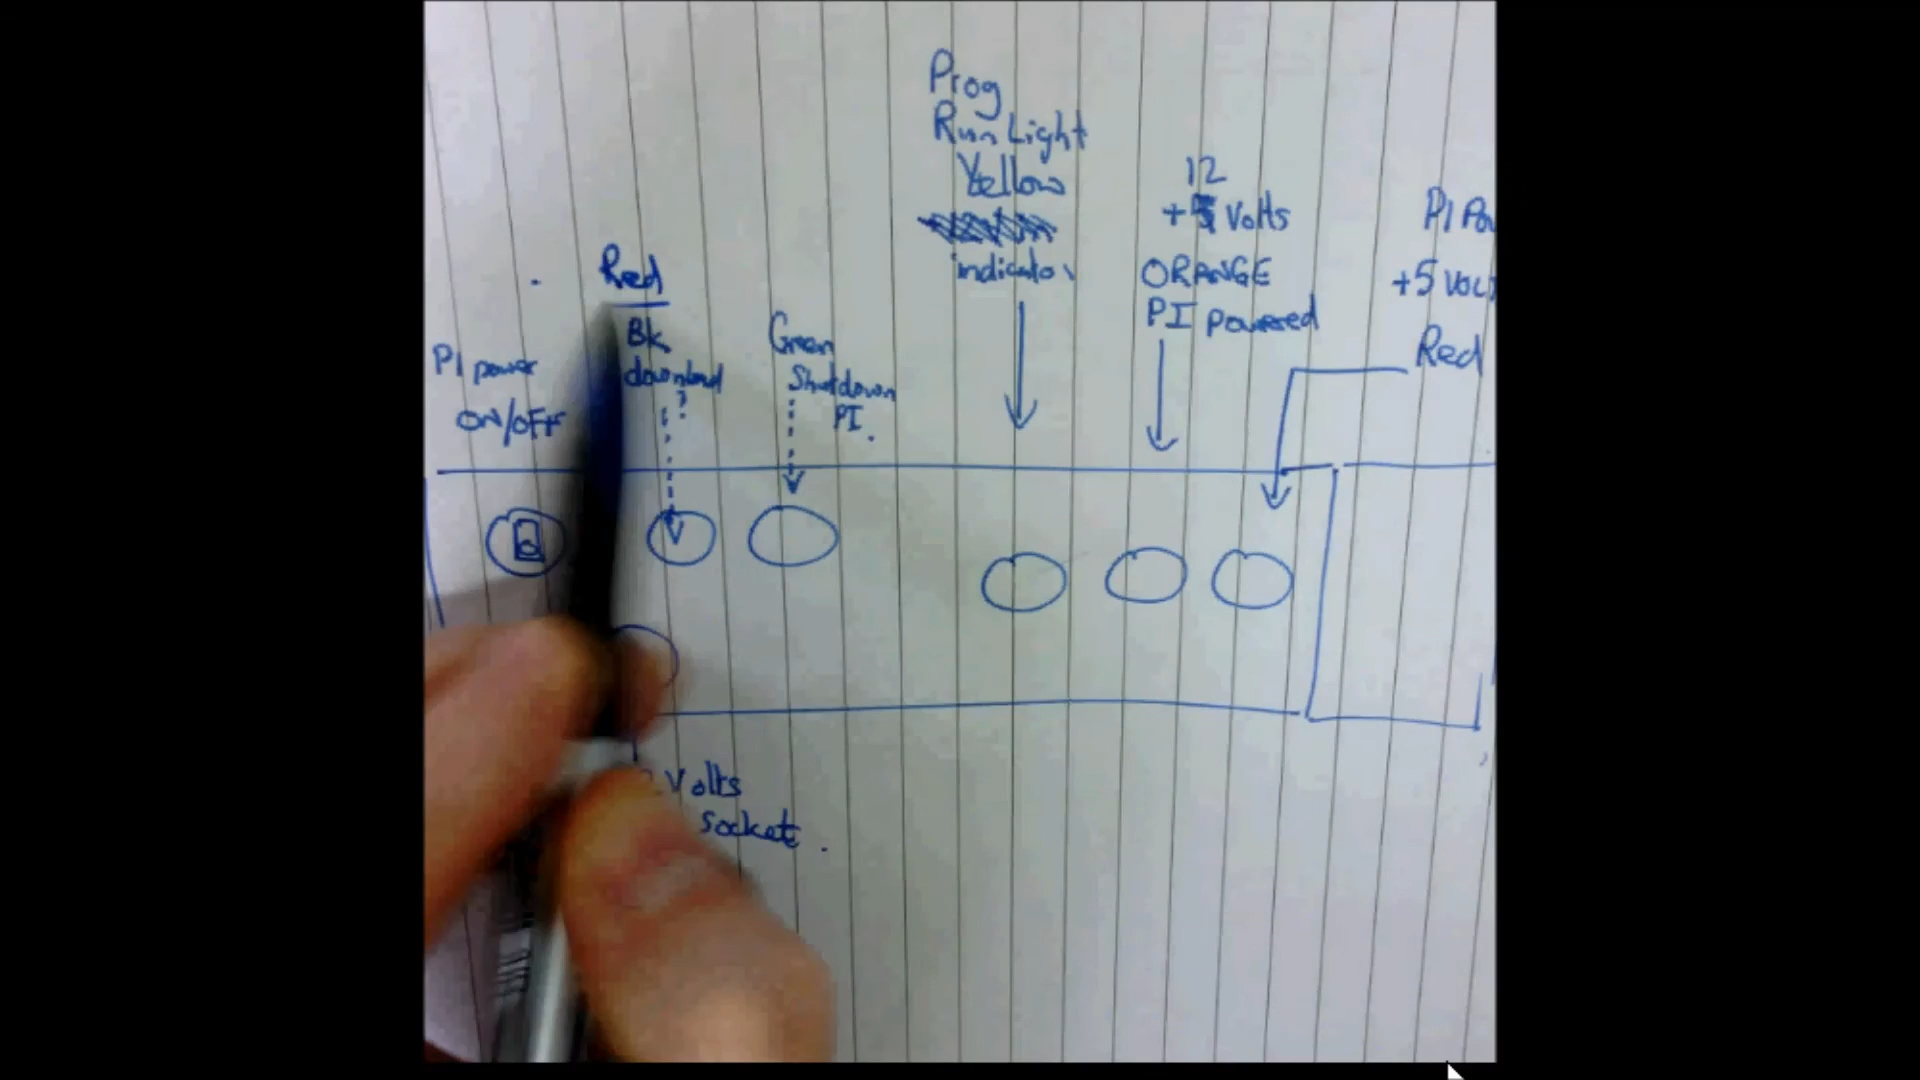 Prog
Run Light
Yellow
indicator
12
+5 Volts
ORANGE
PI powered
PI Po
+5 VOL
Red
Red
Bk
download
?
Green
Shutdown
PI.
PI power
ON/OFF
Volts
Socket.